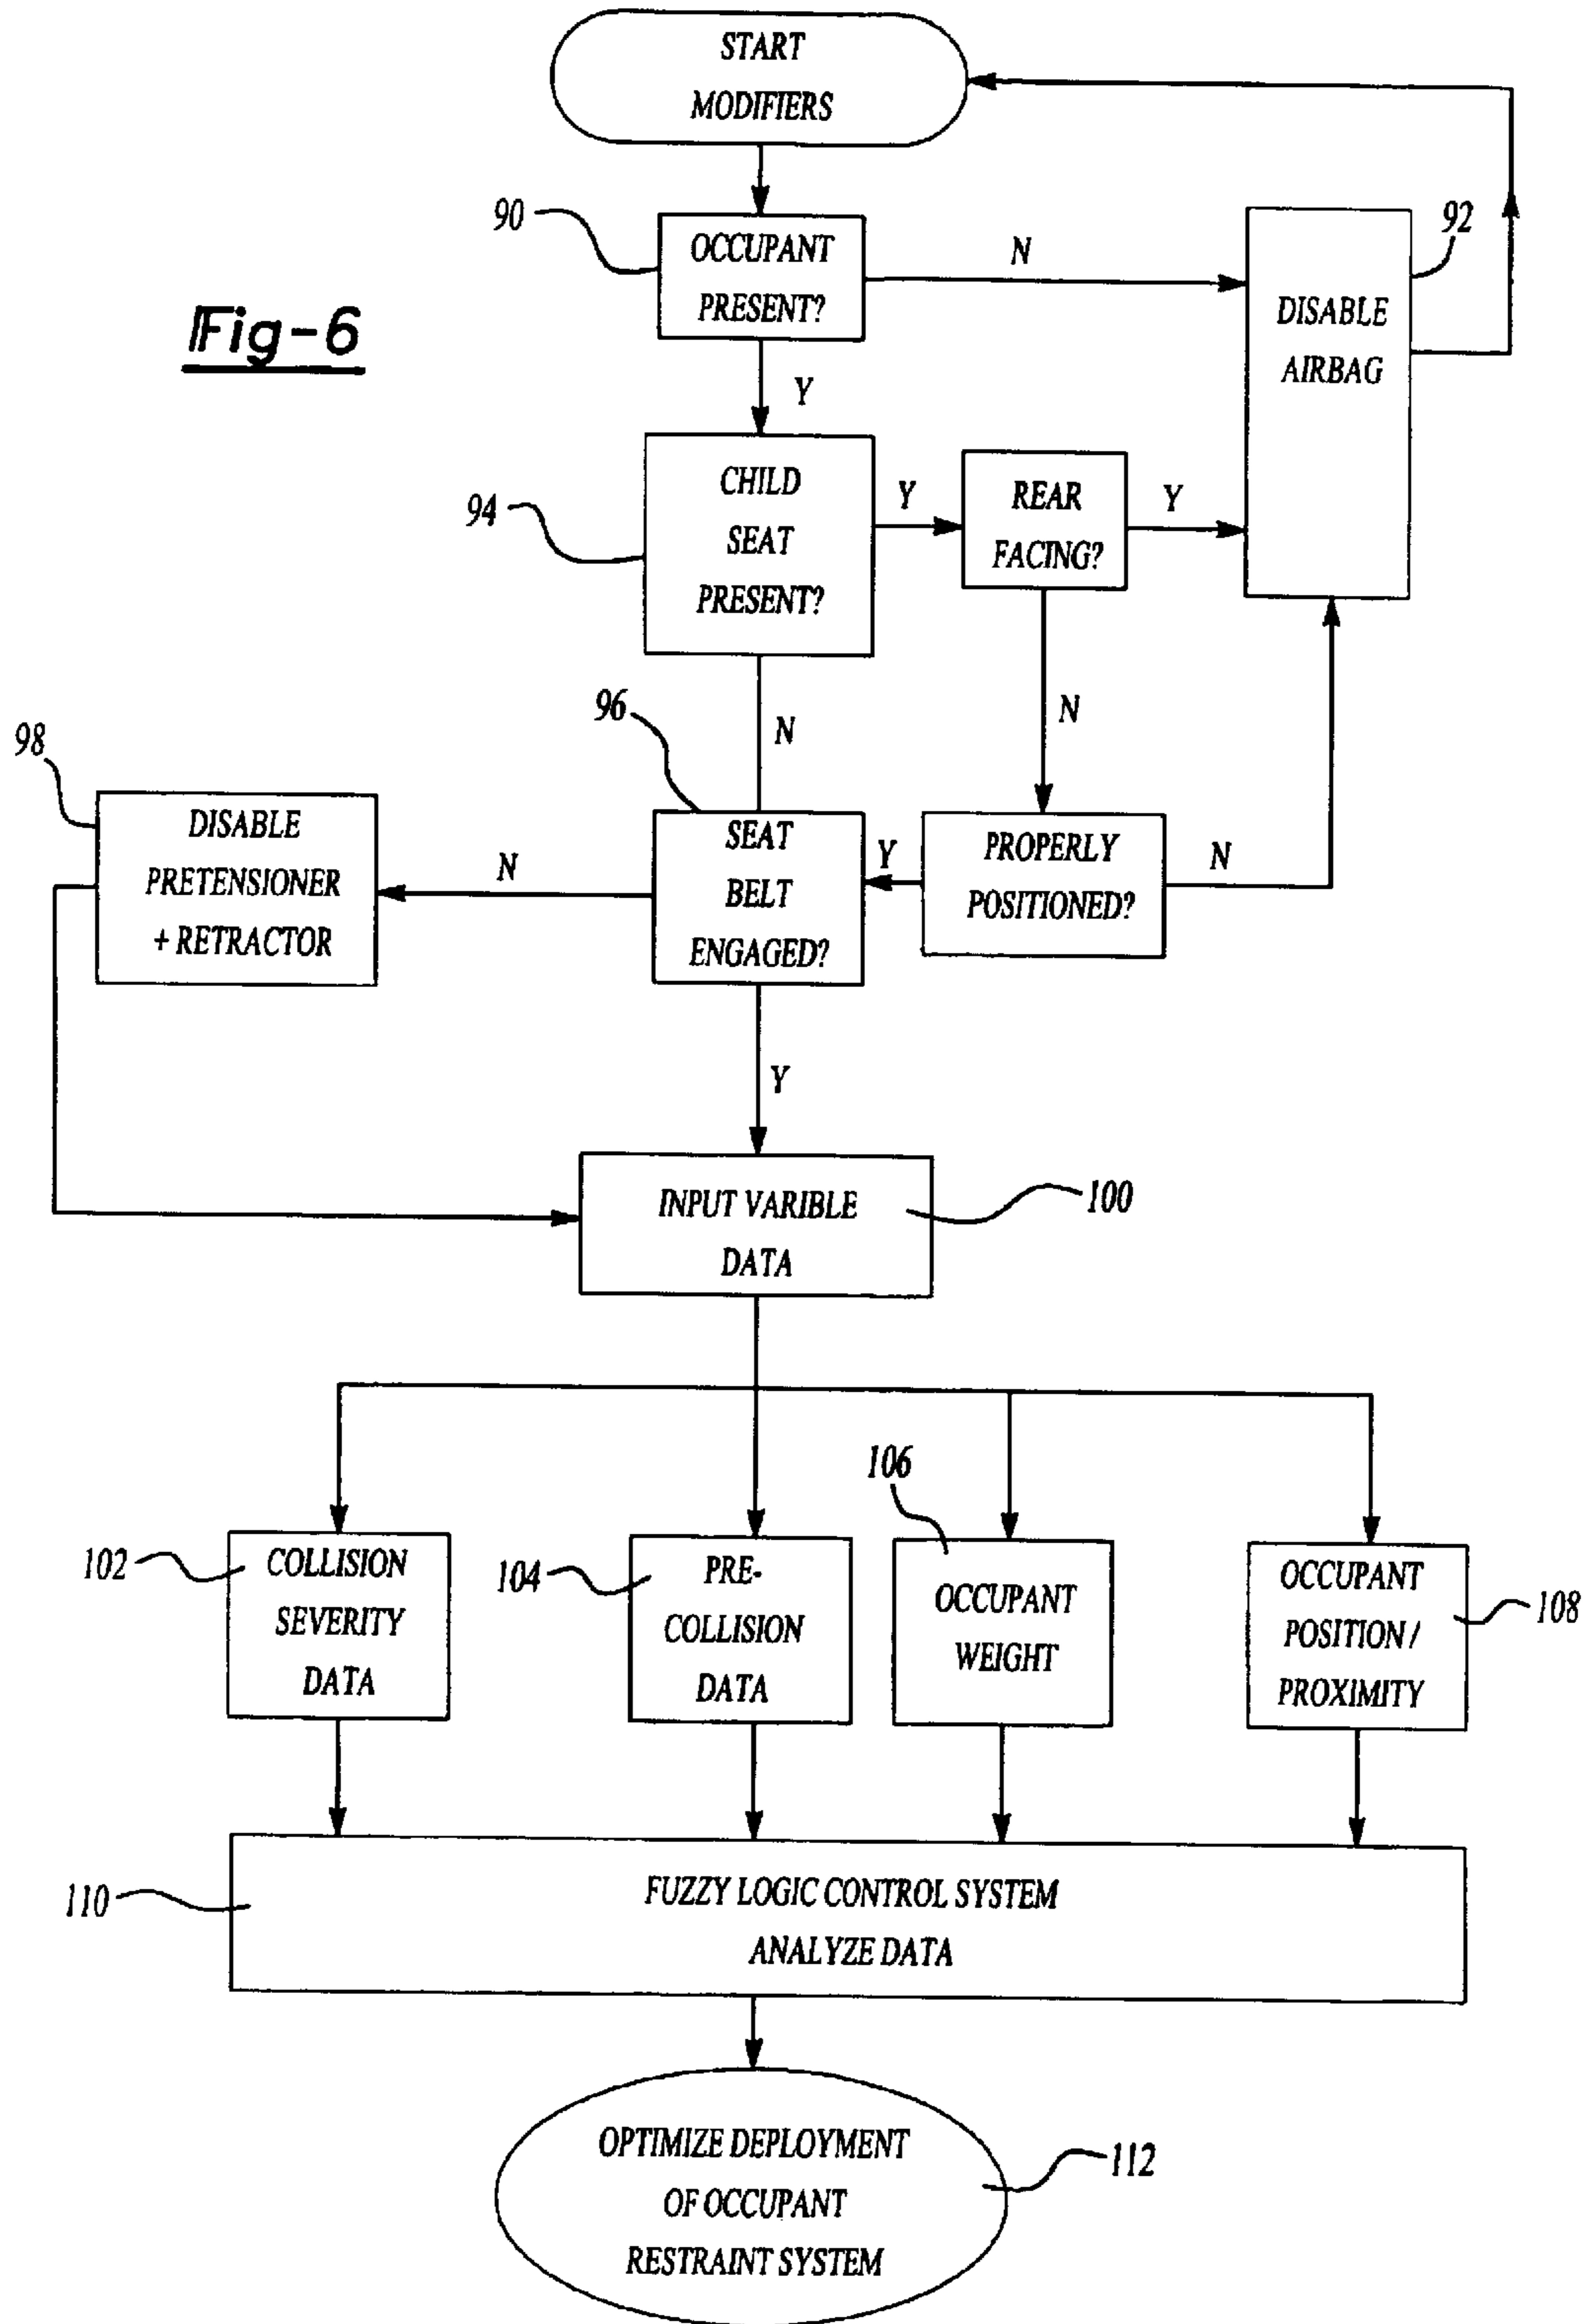 START
MODIFIERS
90
OCCUPANT
PRESENT?
N
92
DISABLE
AIRBAG
Fig-6
Y
94
CHILD
SEAT
PRESENT?
Y
REAR
FACING?
Y
N
N
96
98
DISABLE
PRETENSIONER
+ RETRACTOR
N
SEAT
BELT
ENGAGED?
Y
PROPERLY
POSITIONED?
N
Y
INPUT VARIBLE
DATA
100
102
COLLISION
SEVERITY
DATA
104
PRE-
COLLISION
DATA
106
OCCUPANT
WEIGHT
OCCUPANT
POSITION/
PROXIMITY
108
110
FUZZY LOGIC CONTROL SYSTEM
ANALYZE DATA
OPTIMIZE DEPLOYMENT
OF OCCUPANT
RESTRAINT SYSTEM
112